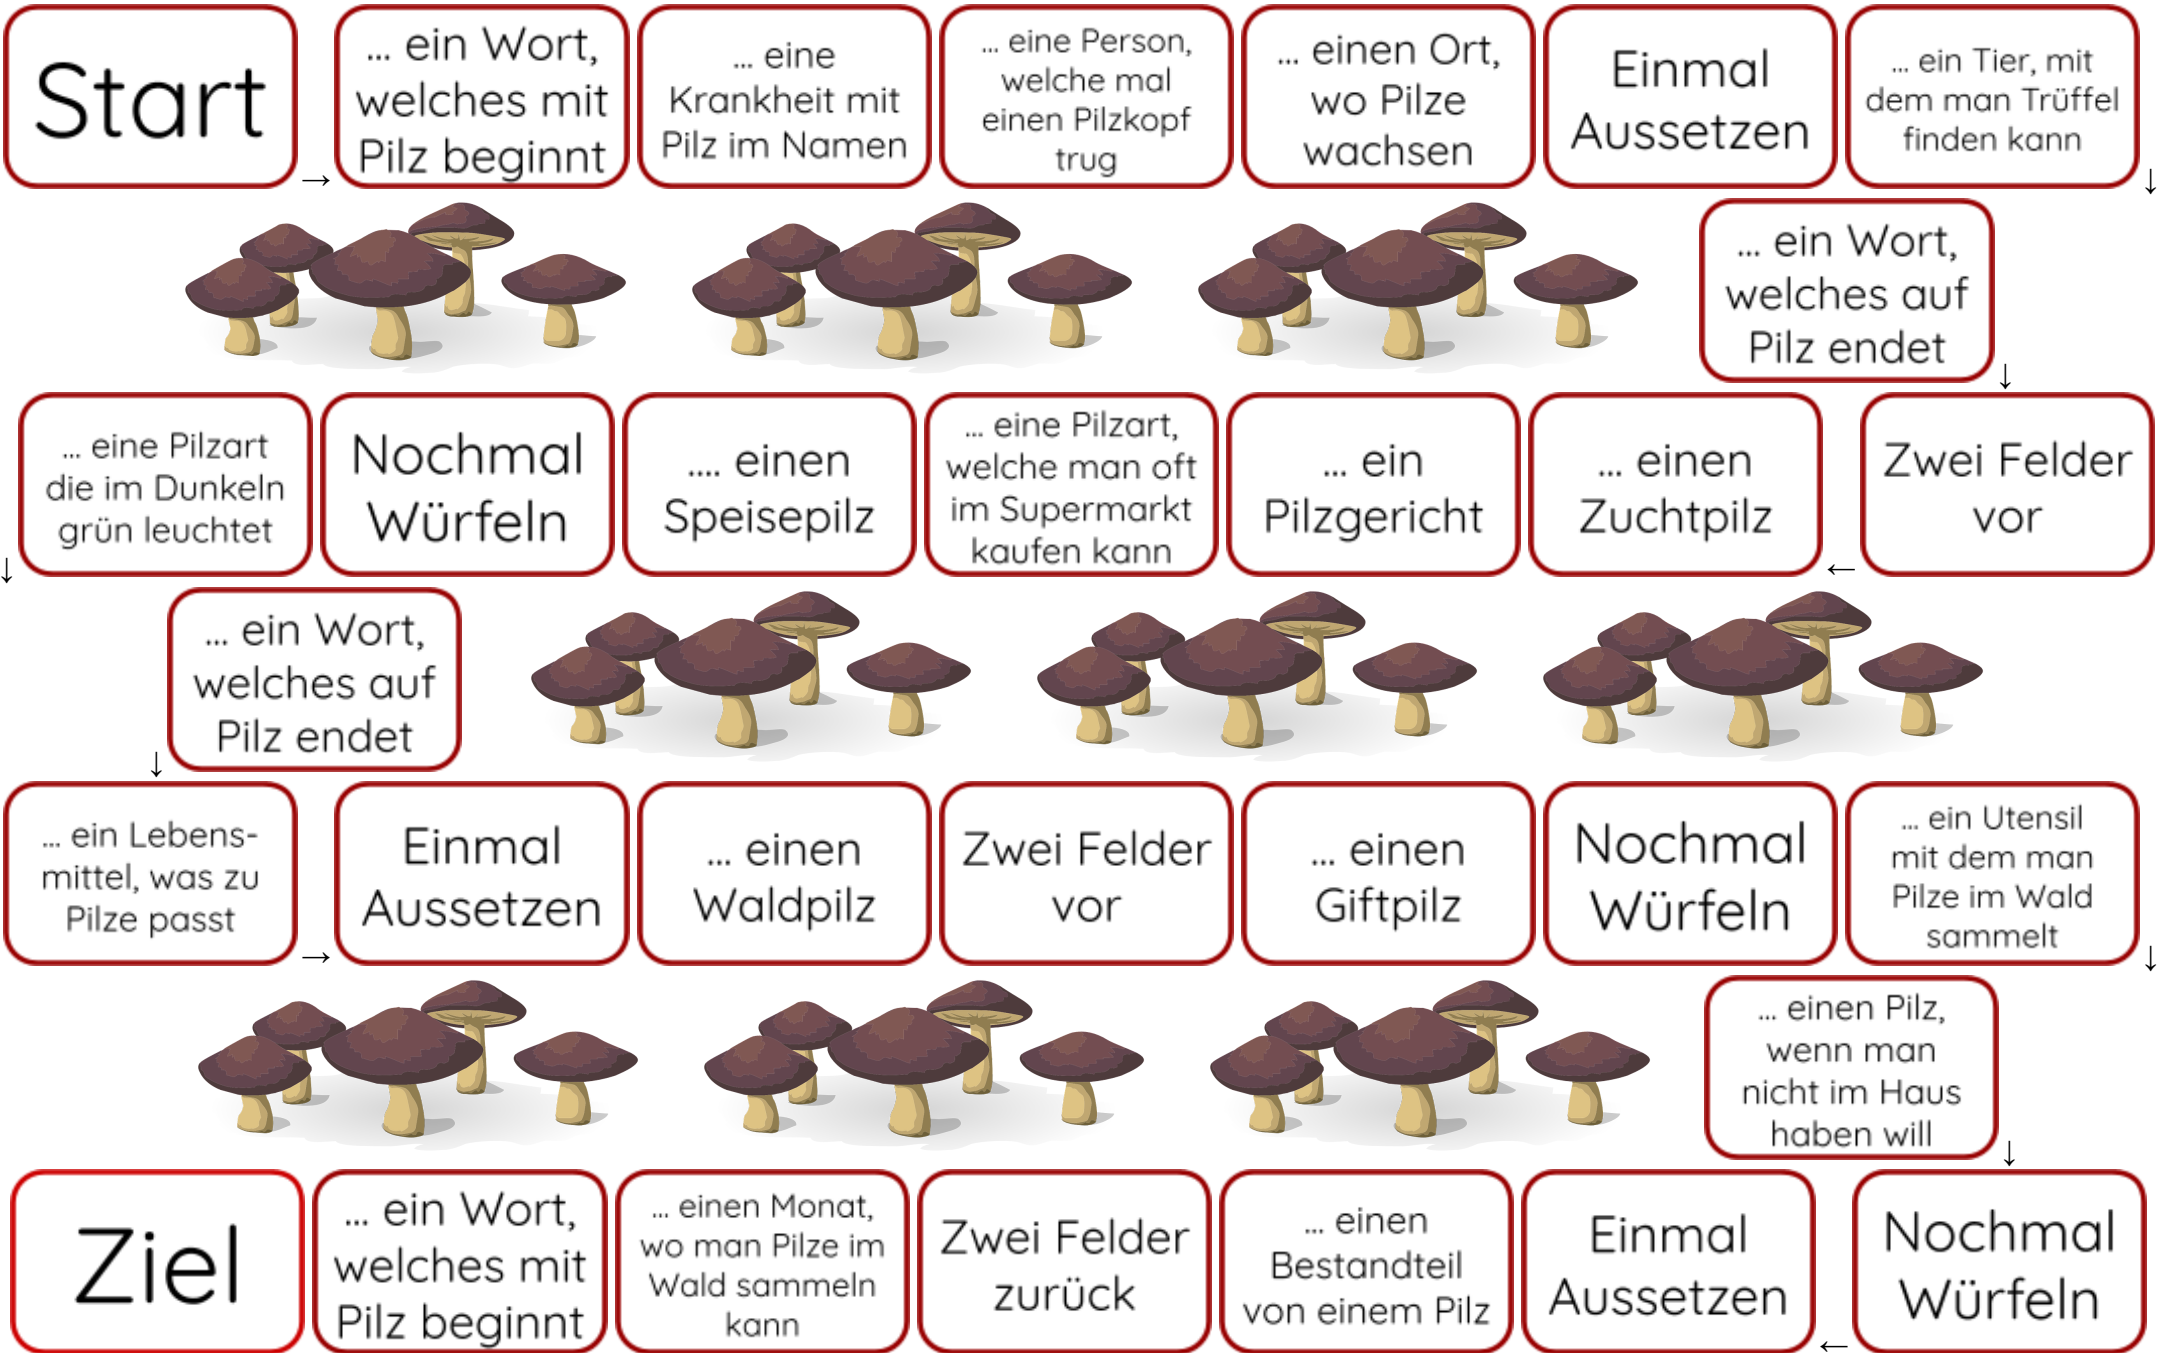 Start
... ein Wort,
welches mit
Pilz beginnt
... eine
Krankheit mit
Pilz im Namen
... eine Person,
welche mal
einen Pilzkopf
trug
... einen Ort,
wo Pilze
wachsen
Einmal
Aussetzen
... ein Tier, mit
dem man Trüffel
finden kann
→
↓
... ein Wort,
welches auf
Pilz endet
↓
Zwei Felder
vor
←
... einen
Zuchtpilz
... ein
Pilzgericht
... eine Pilzart,
welche man oft
im Supermarkt
kaufen kann
.... einen
Speisepilz
Nochmal
Würfeln
... eine Pilzart
die im Dunkeln
grün leuchtet
↓
... ein Wort,
welches auf
Pilz endet
↓
... ein Lebens-
mittel, was zu
Pilze passt
→
Einmal
Aussetzen
... einen
Waldpilz
Zwei Felder
vor
... einen
Giftpilz
Nochmal
Würfeln
... ein Utensil
mit dem man
Pilze im Wald
sammelt
↓
... einen Pilz,
wenn man
nicht im Haus
haben will
↓
Nochmal
Würfeln
←
Einmal
Aussetzen
... einen
Bestandteil
von einem Pilz
Zwei Felder
zurück
... einen Monat,
wo man Pilze im
Wald sammeln
kann
... ein Wort,
welches mit
Pilz beginnt
Ziel